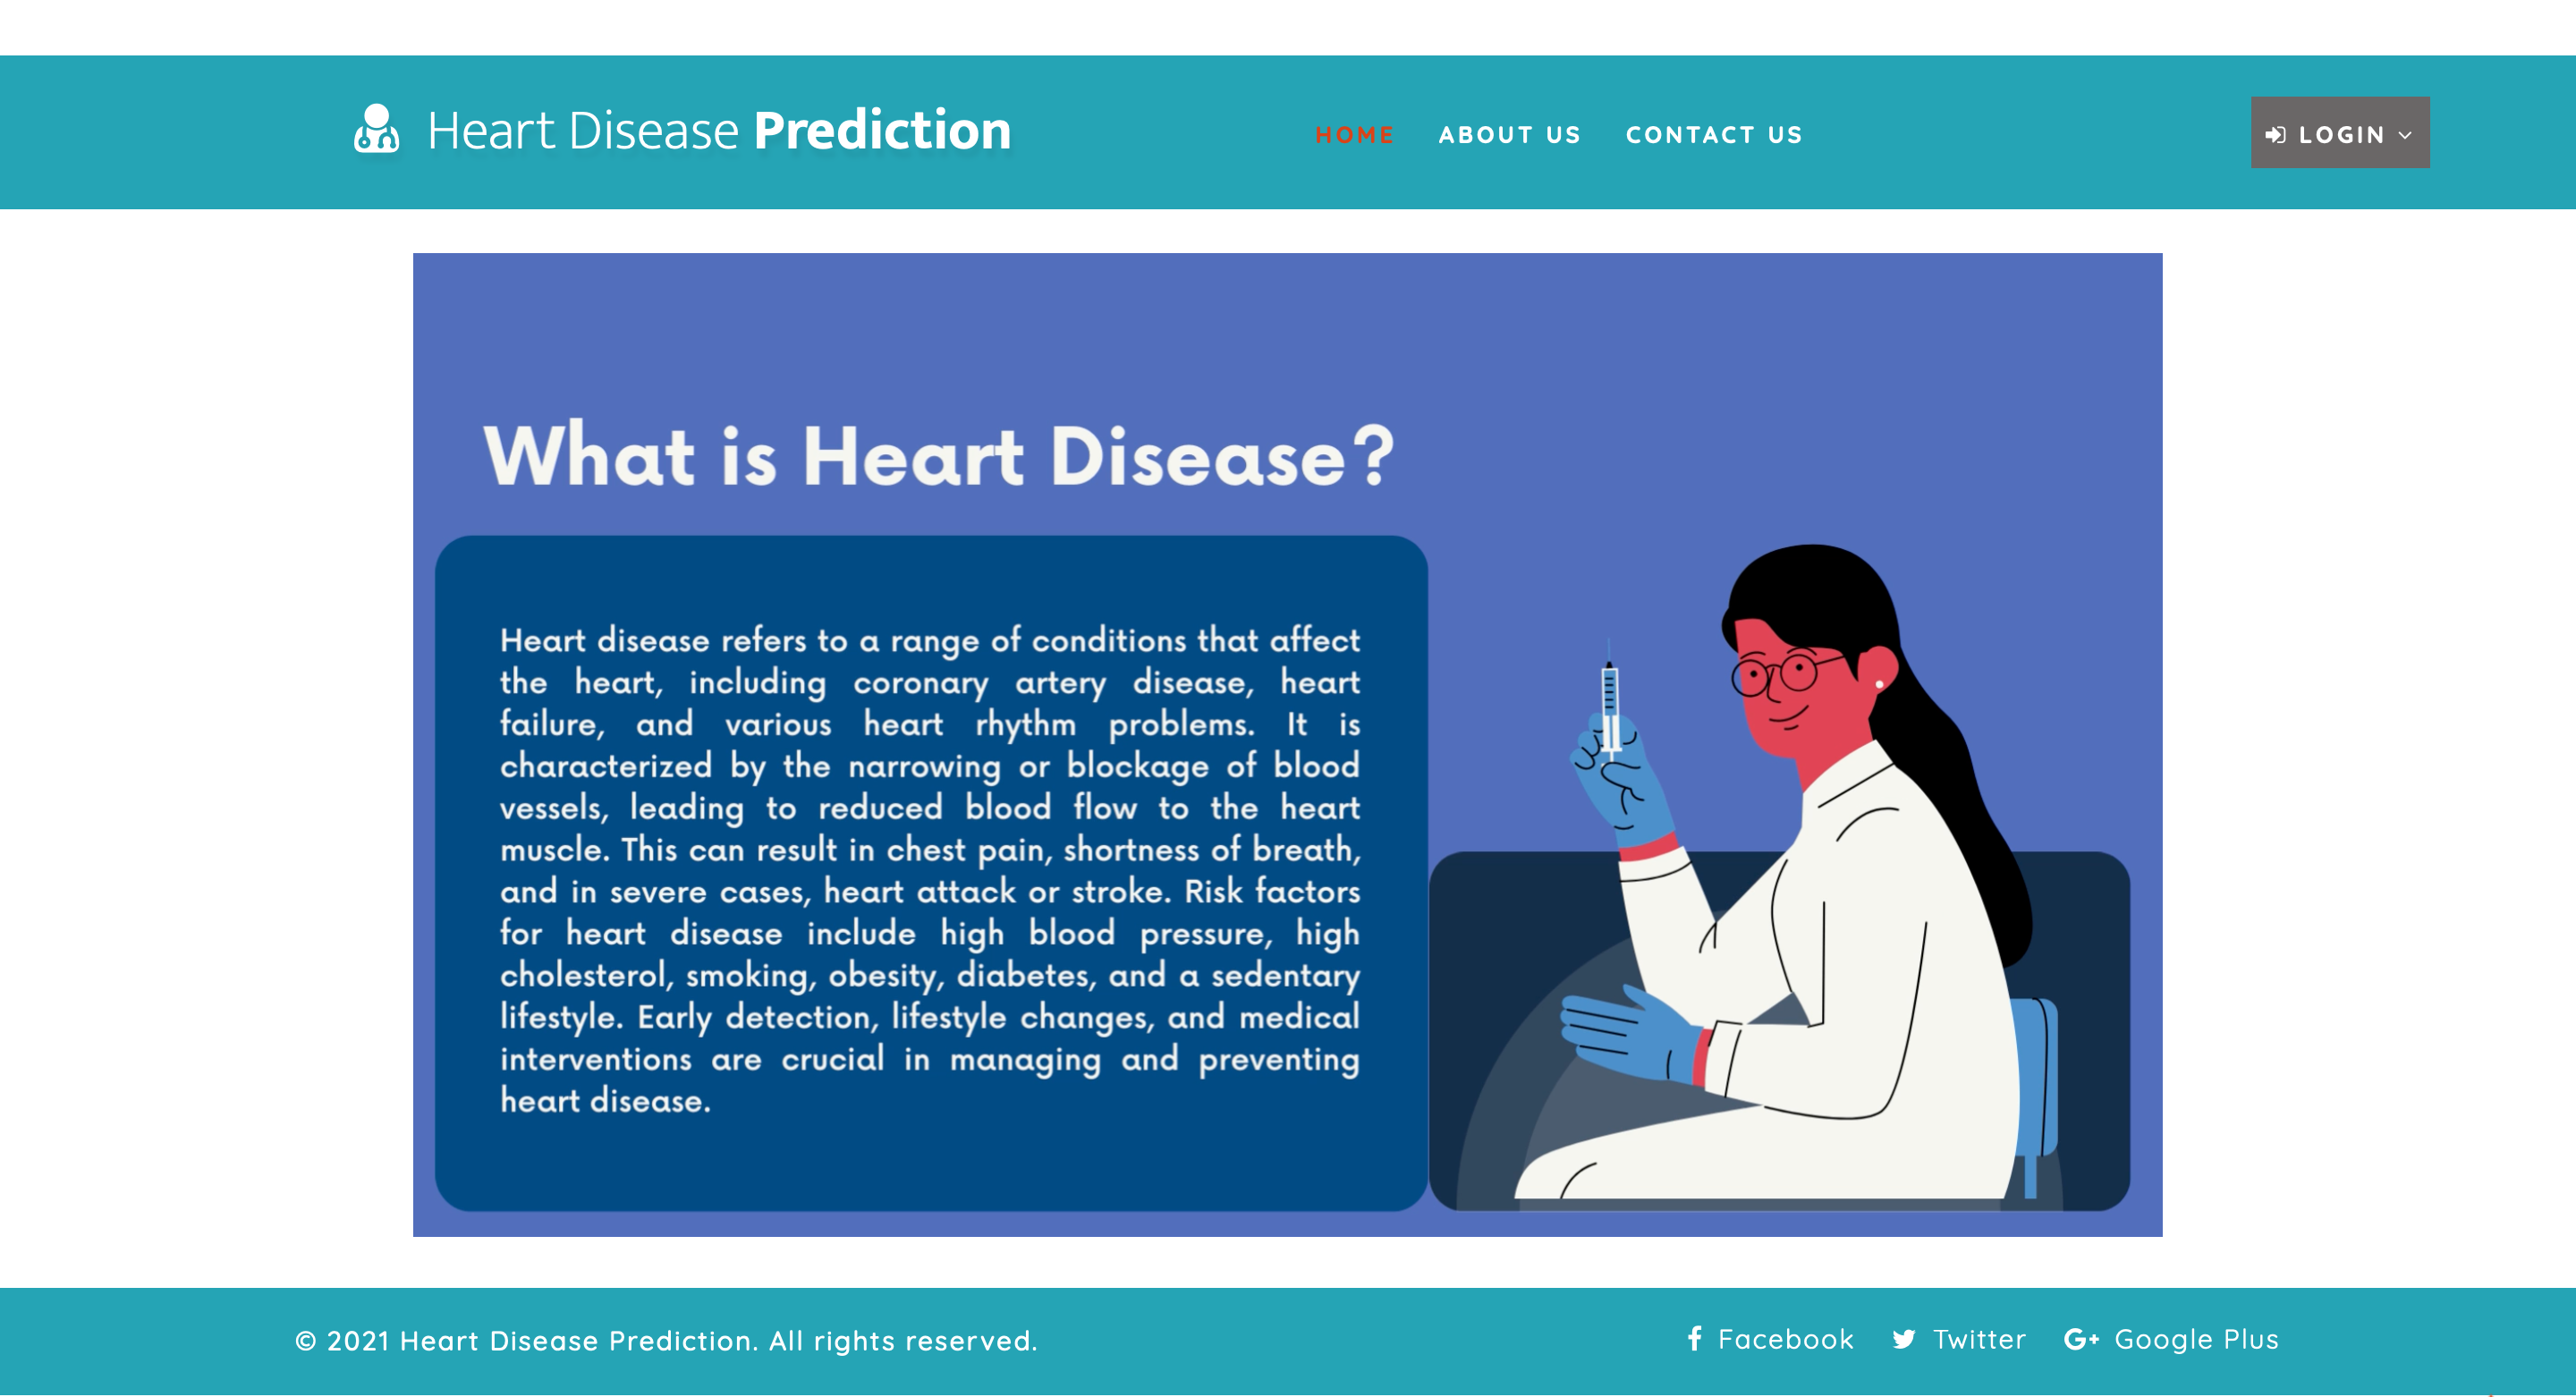 Heart Disease Prediction
HOME ABOUT US CONTACT US
LOGIN
What is Heart Disease?
Heart disease refers to a range of conditions that affect
the heart, including coronary artery disease, heart
failure, and various heart rhythm problems. It is
characterized by the narrowing or blockage of blood
vessels, leading to reduced blood flow to the heart
muscle. This can result in chest pain, shortness of breath,
and in severe cases, heart attack or stroke. Risk factors
for heart disease include high blood pressure, high
cholesterol, smoking, obesity, diabetes, and a sedentary
lifestyle. Early detection, lifestyle changes, and medical
interventions are crucial in managing and preventing
heart disease.
© 2021 Heart Disease Prediction. All rights reserved.
Facebook Twitter G+ Google Plus